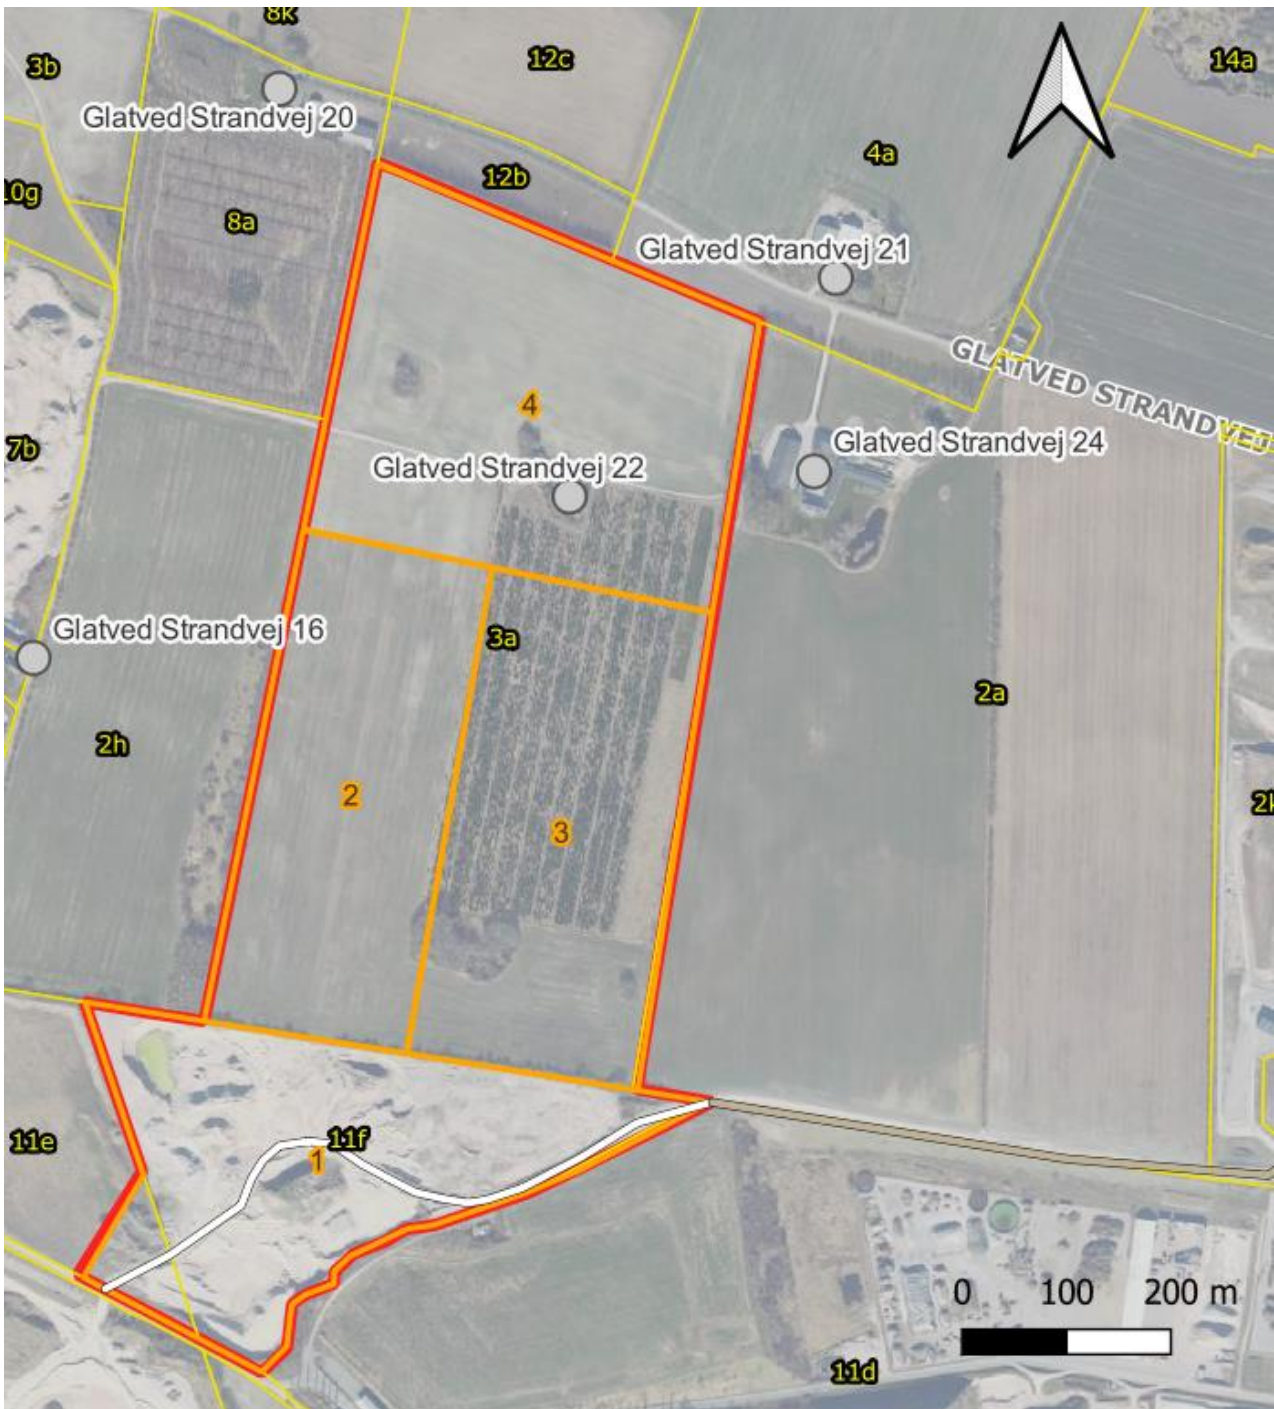 8k
12c
3b
14a
Glatved Strandvej 20
4a
12b
10g
8a
Glatved Strandvej 21
GLATVED STRANDVEJ
4
7b
Glatved Strandvej 24
Glatved Strandvej 22
Glatved Strandvej 16
3a
2a
2h
2
2k
3
11e
11f
1
0 100 200 m
11d